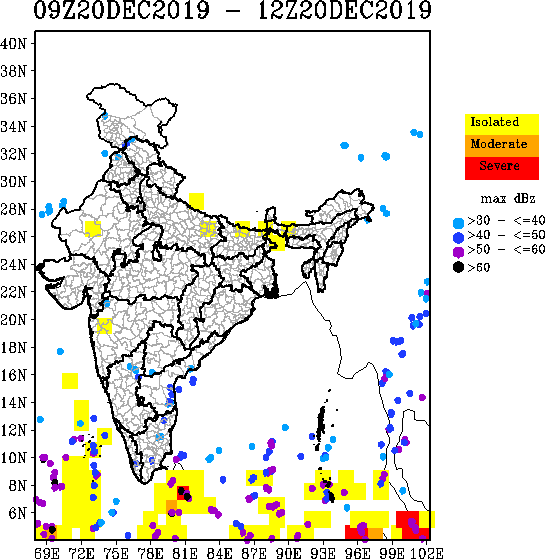 09Z20DEC2019 - 12Z20DEC2019
40N
38N
36N
34N
32N
30N
28N
26N
24N
22N
20N
18N
16N
14N
12N
10N
8N
6N
69E 72E 75E 78E 81E 84E 87E 90E 93E 96E 99E 102E
Isolated
Moderate
Severe
max dBz
>30 - <=40
>40 - <=50
>50 - <=60
>60